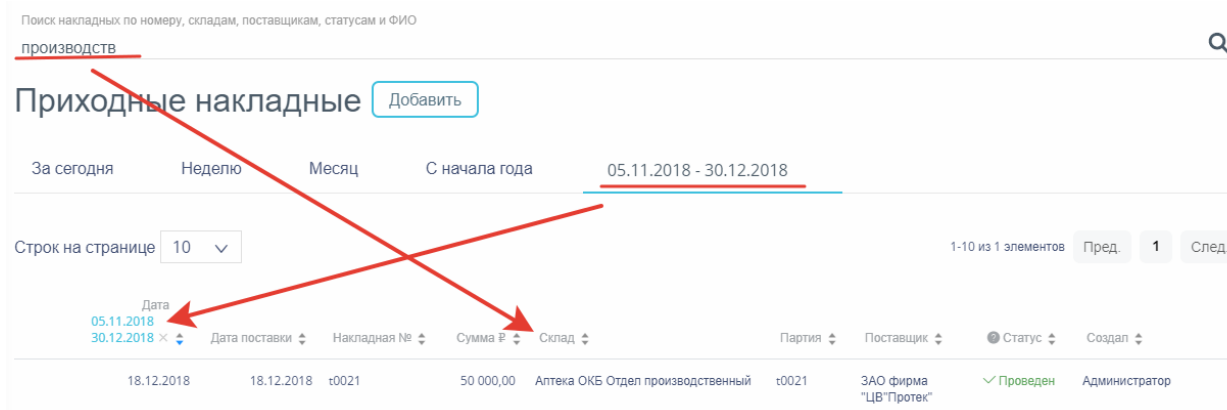 Поиск накладных по номеру, складам, поставщикам, статусам и ФИО
производств
Приходные накладные Добавить
За сегодня Неделю Месяц С начала года 05.11.2018 - 30.12.2018
Строк на странице 10 1-10 из 1 элементов Пред. 1 След.
Дата
05.11.2018
30.12.2018 × Дата поставки Накладная № Сумма ₽ Склад Партия Поставщик ? Статус Создал
18.12.2018 18.12.2018 t0021 50 000,00 Аптека ОКБ Отдел производственный t0021 ЗАО фирма Проведен Администратор
"ЦВ"Протек"